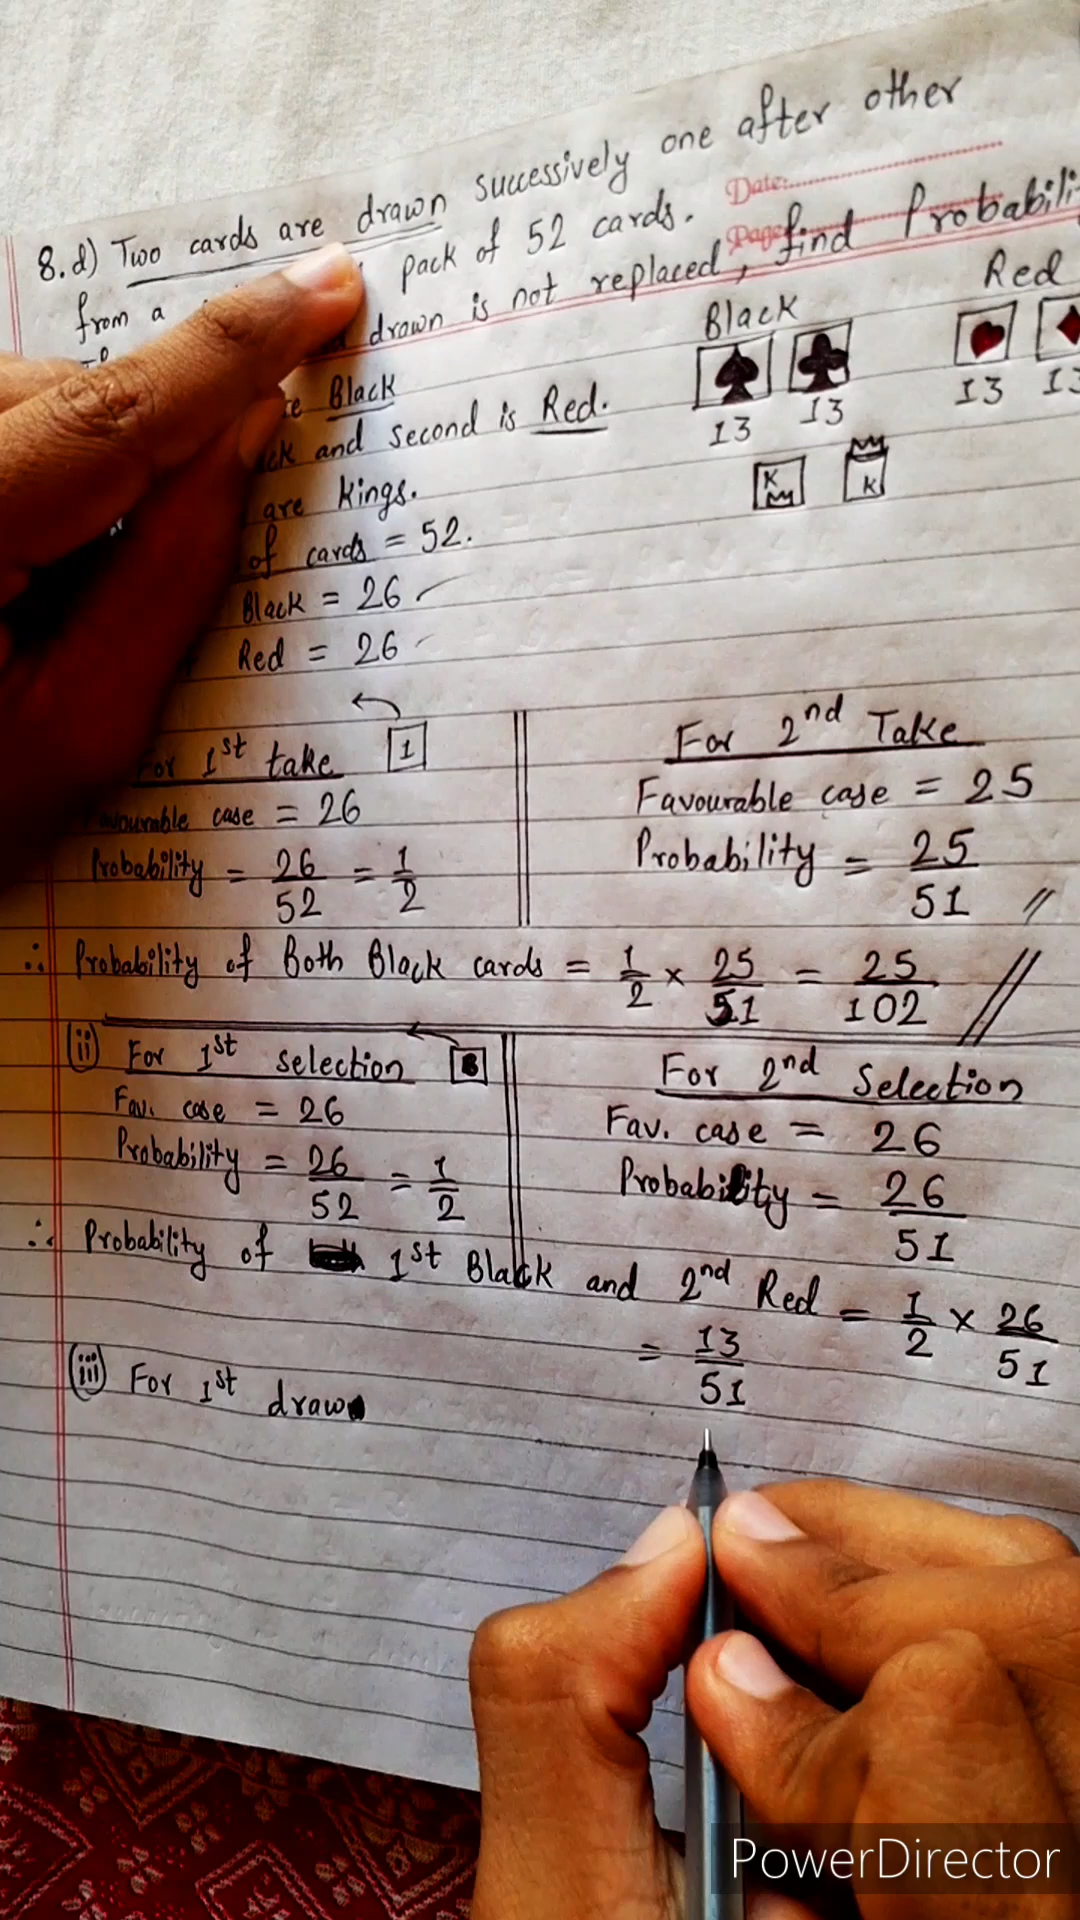 8.d) Two cards are drawn successively one after other
from a pack of 52 cards.
Date:
Page
drawn is not replaced, find Probabili
Black
Red
Black
and second is Red.
13
13
13
13
are kings.
K
K
of cards = 52.
Black = 26
Red = 26
For 1st take
1
Favourable case = 26
Probability = 26/52 = 1/2
For 2nd Take
Favourable case = 25
Probability = 25/51
∴ Probability of Both Black cards = 1/2 × 25/51 = 25/102
(ii) For 1st selection
B
Fav. case = 26
Probability = 26/52 = 1/2
For 2nd Selection
Fav. case = 26
Probability = 26/51
∴ Probability of 1st Black and 2nd Red = 1/2 × 26/51
= 13/51
(iii) For 1st draw
PowerDirector